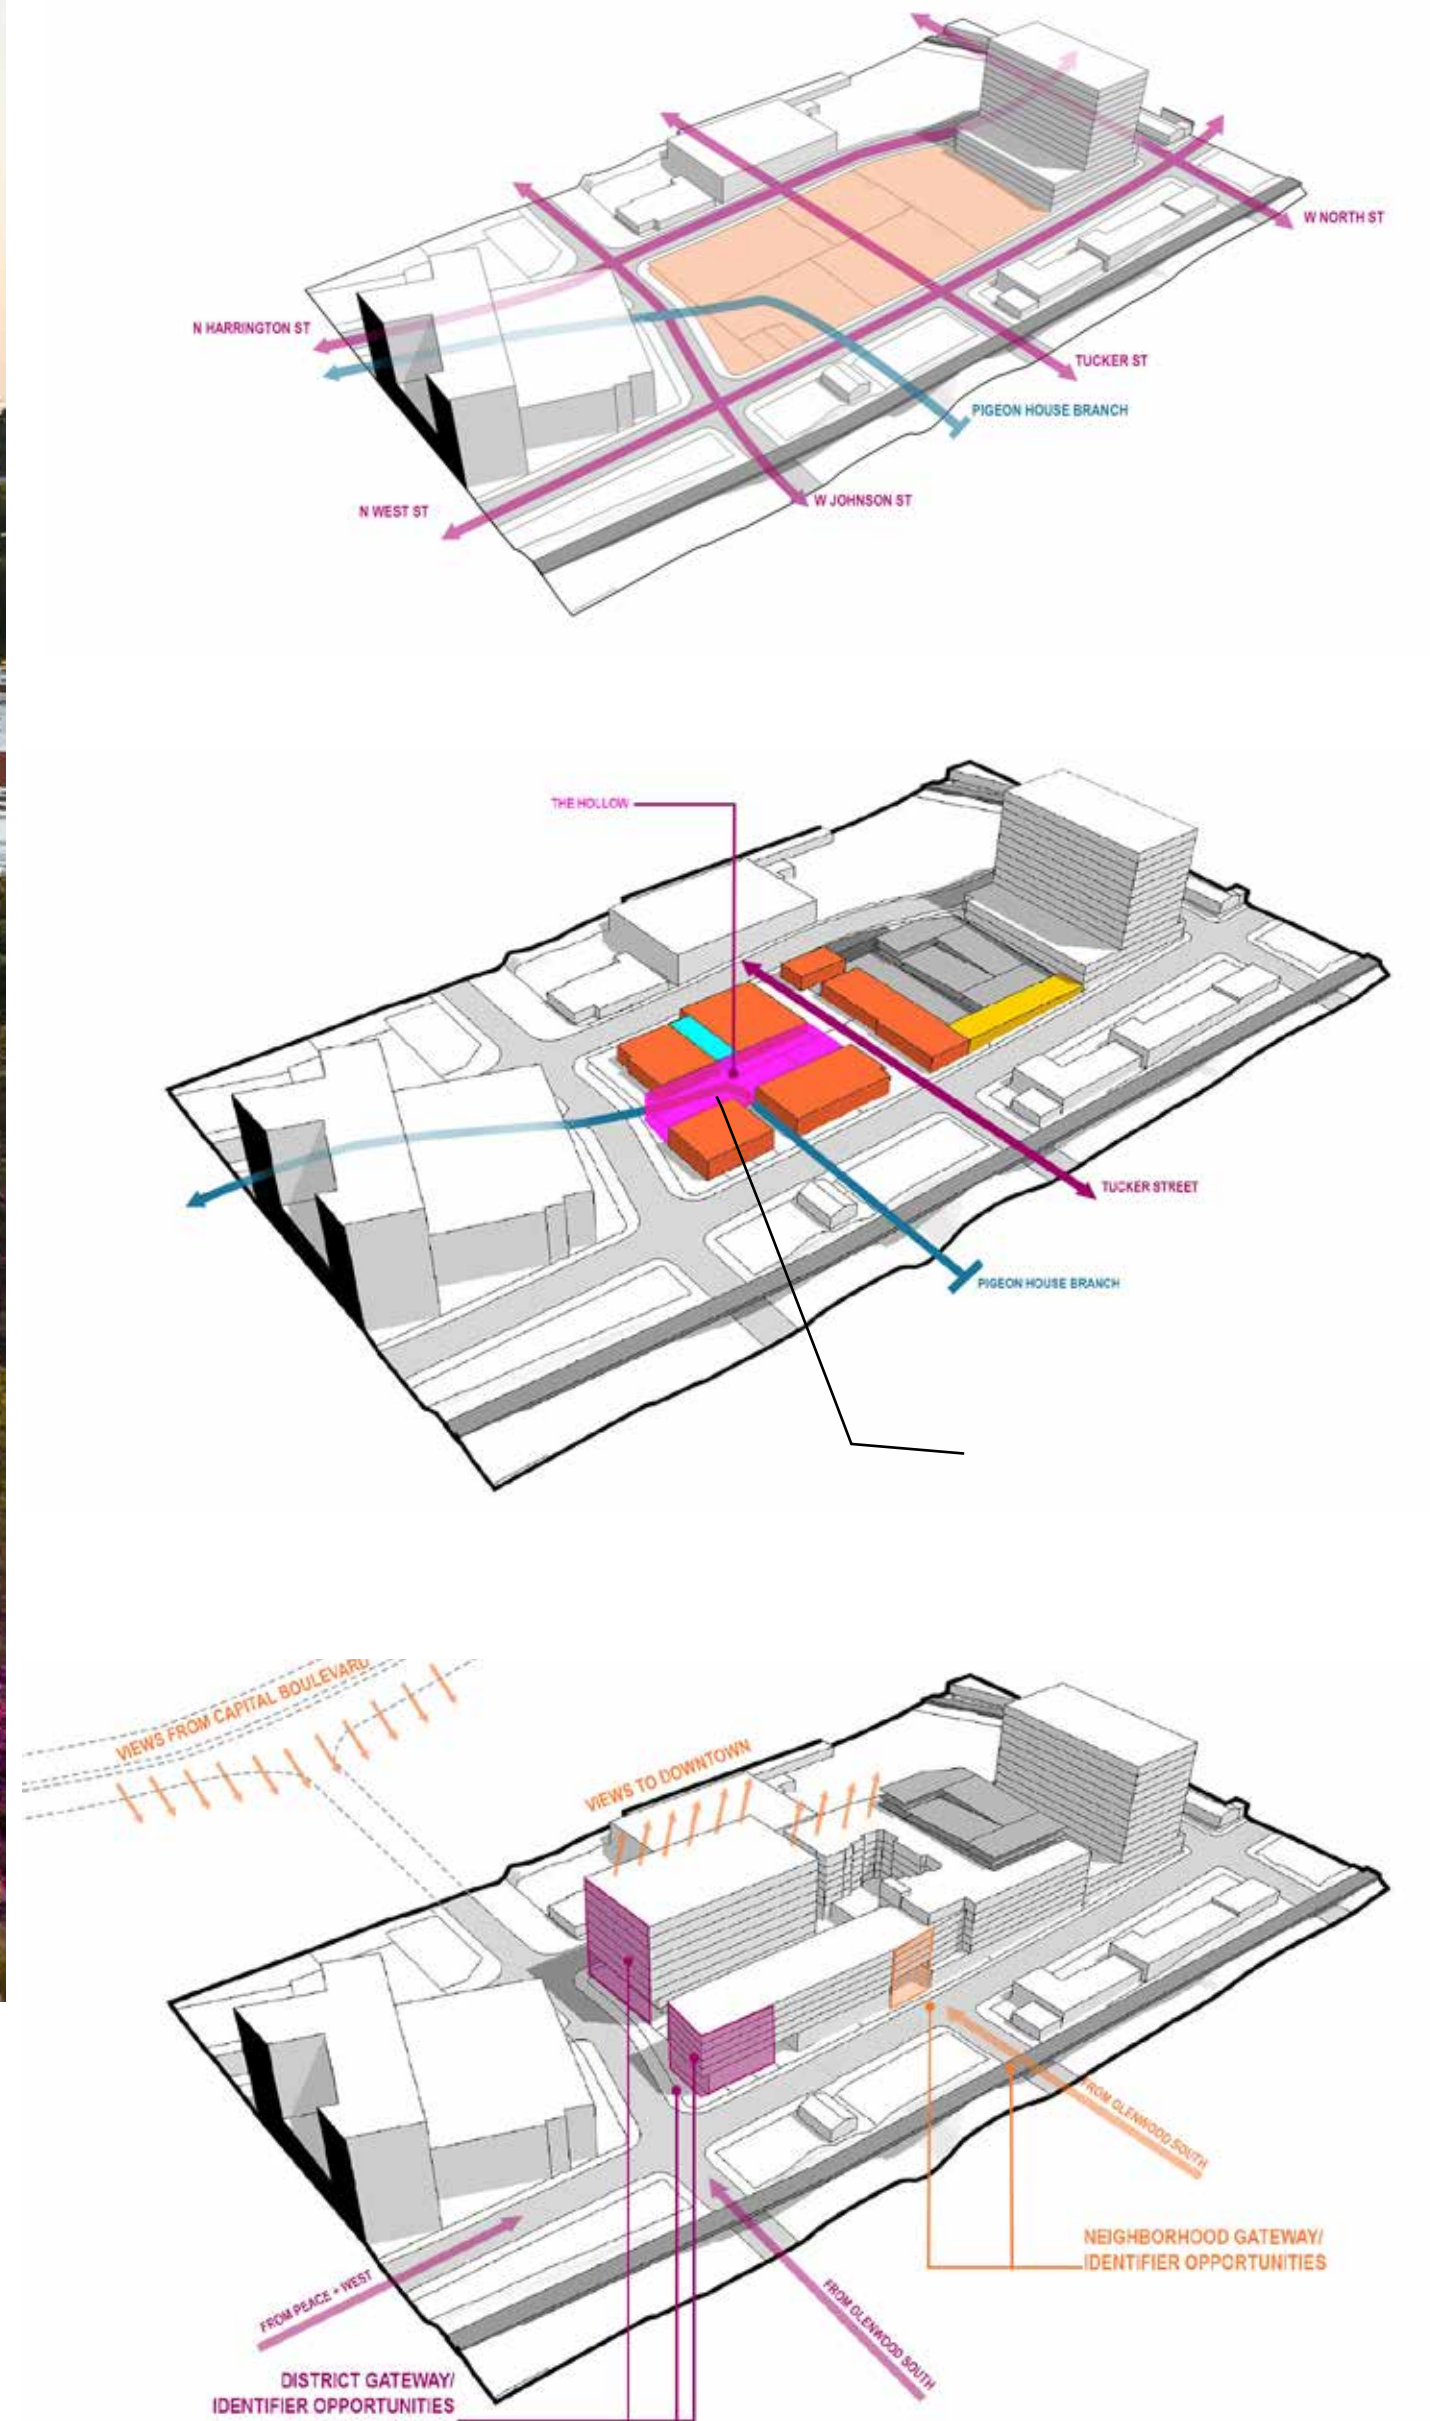 W NORTH ST
N HARRINGTON ST
TUCKER ST
PIGEON HOUSE BRANCH
W JOHNSON ST
N WEST ST
THE HOLLOW
TUCKER STREET
PIGEON HOUSE BRANCH
VIEWS FROM CAPITAL BOULEVARD
VIEWS TO DOWNTOWN
FROM GLENWOOD SOUTH
NEIGHBORHOOD GATEWAY/
IDENTIFIER OPPORTUNITIES
FROM PEACE + WEST
FROM GLENWOOD SOUTH
DISTRICT GATEWAY/
IDENTIFIER OPPORTUNITIES